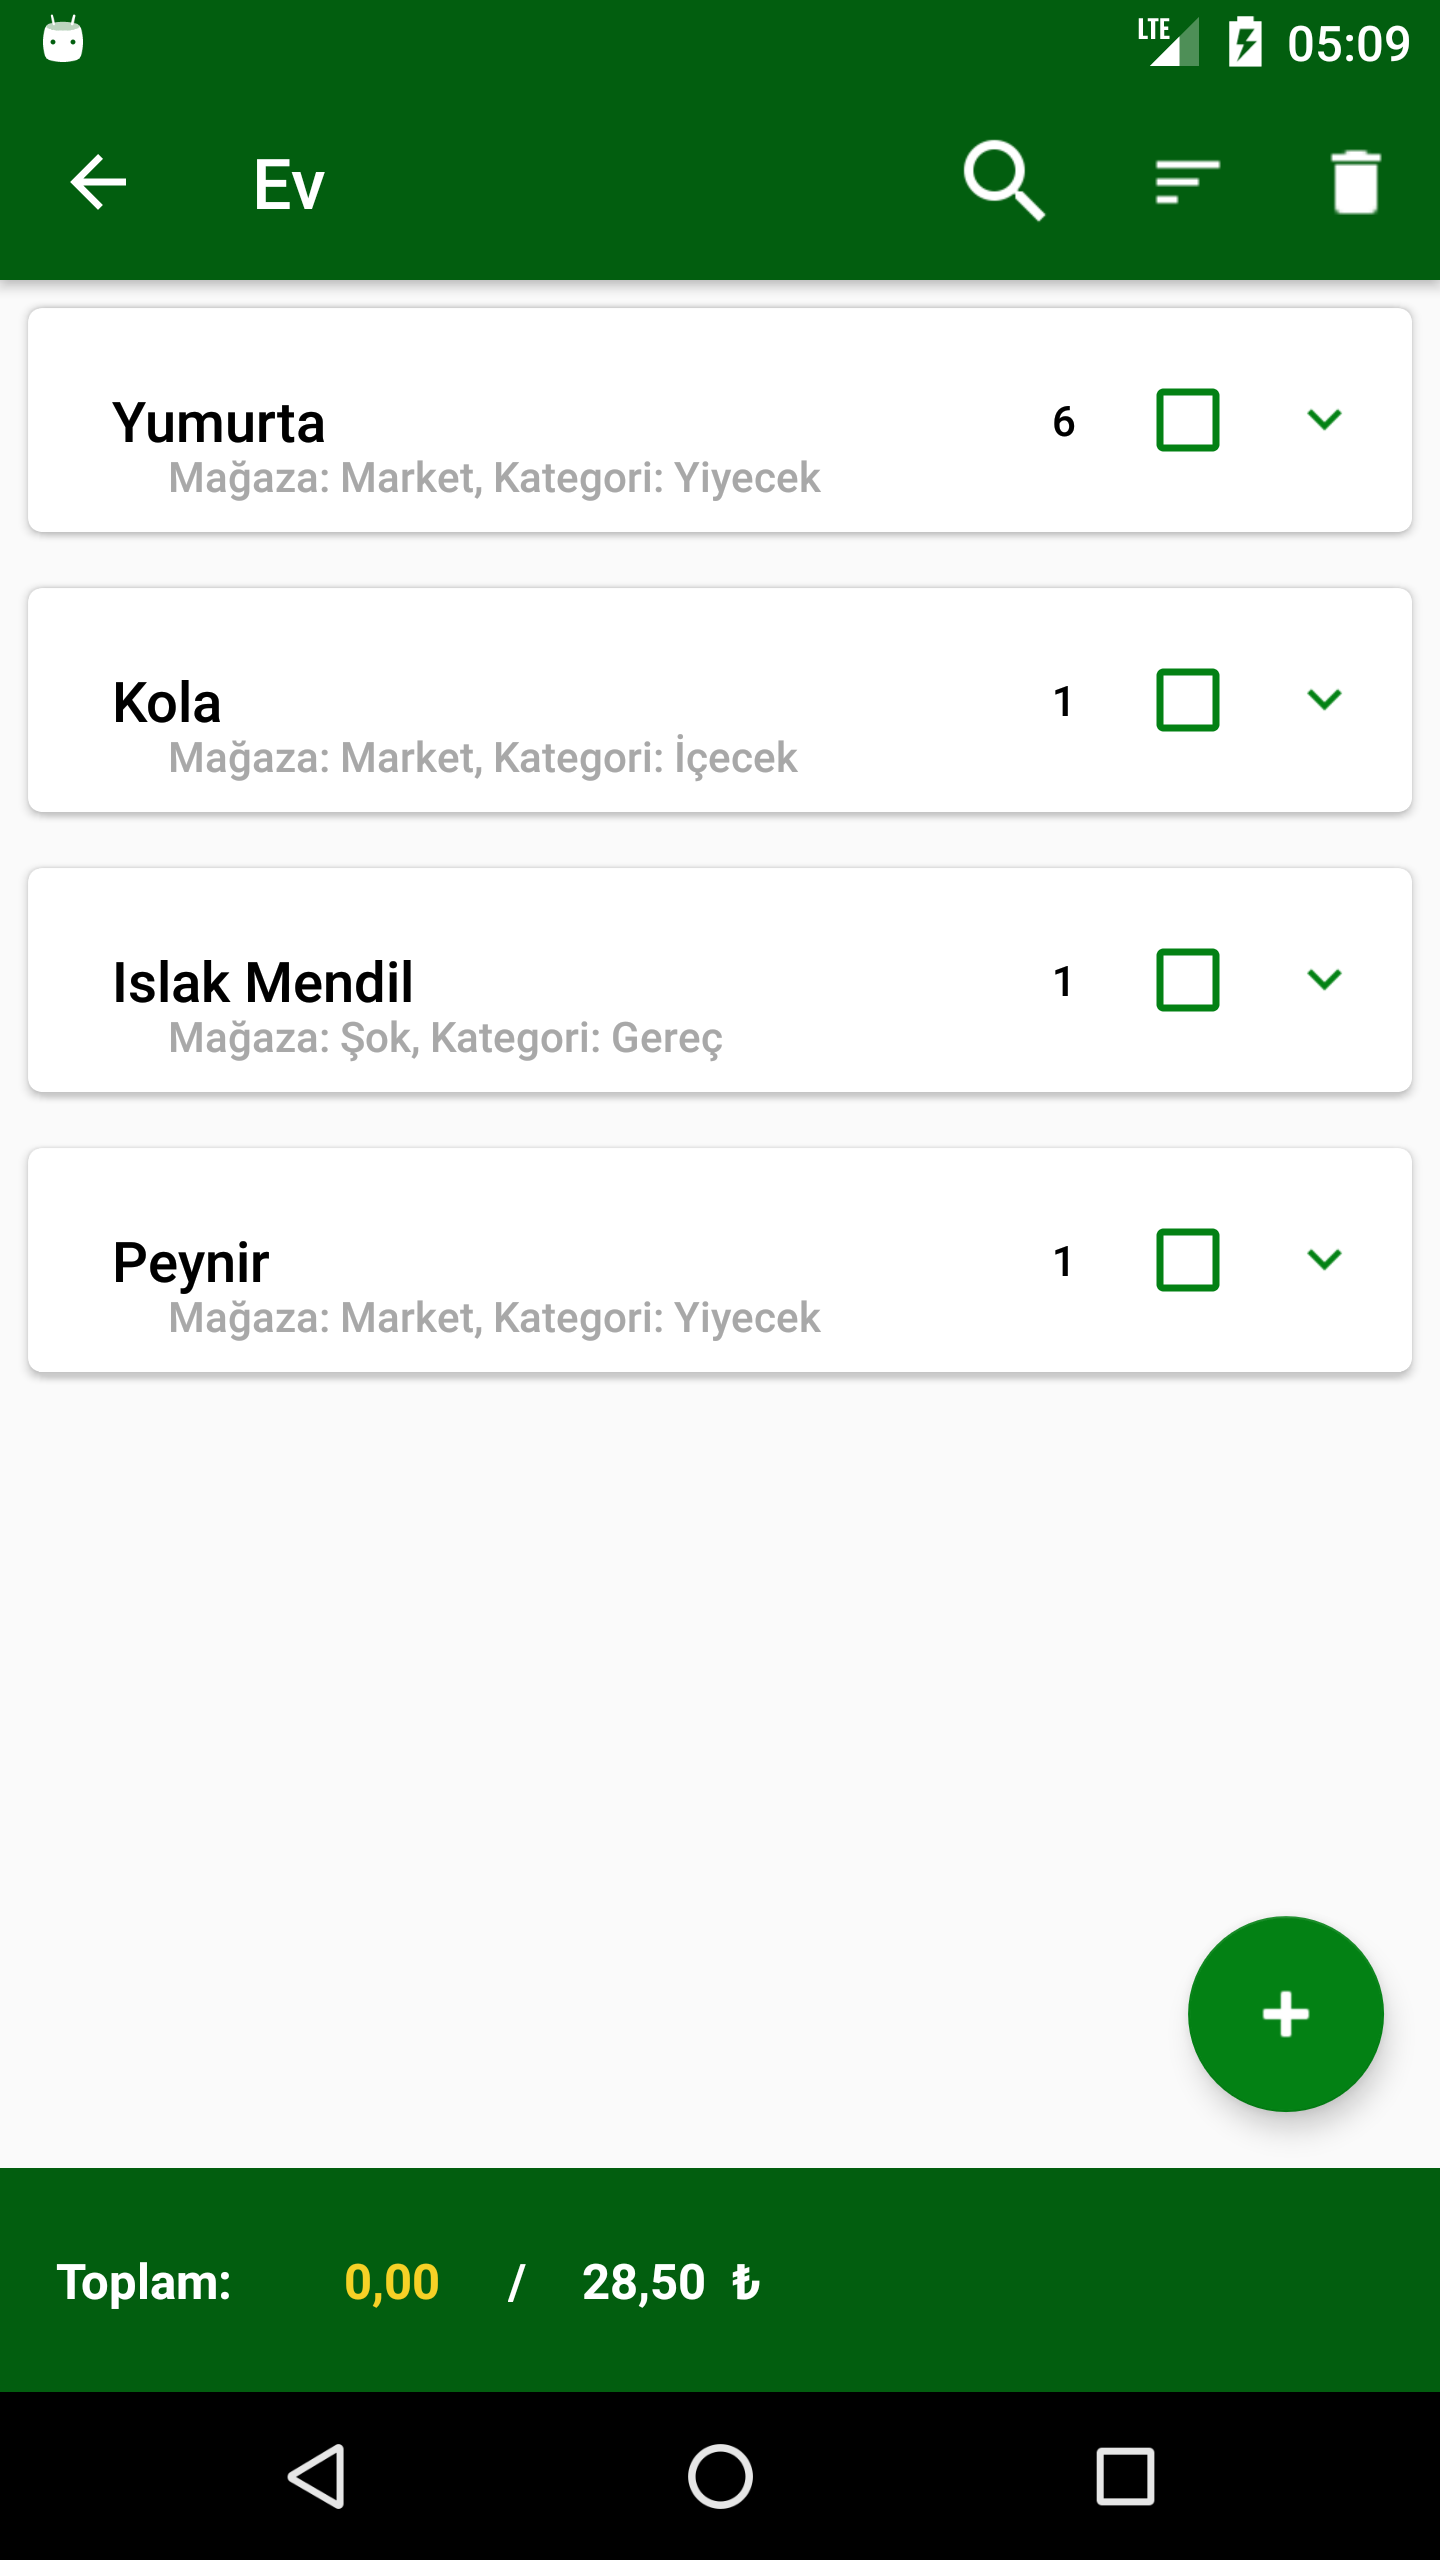 LTE 05:09
Ev
Yumurta 6
Mağaza: Market, Kategori: Yiyecek
Kola 1
Mağaza: Market, Kategori: İçecek
Islak Mendil 1
Mağaza: Şok, Kategori: Gereç
Peynir 1
Mağaza: Market, Kategori: Yiyecek
Toplam: 0,00 / 28,50 ₺